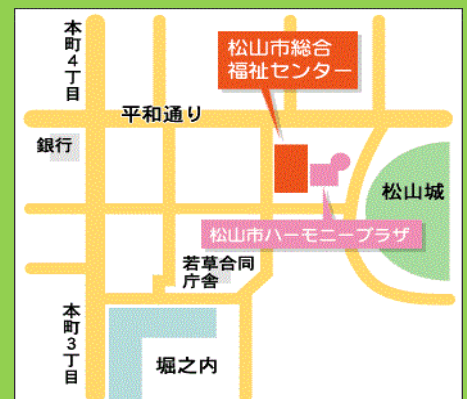 本町4丁目
松山市総合
福祉センター
平和通り
銀行
松山城
松山市ハーモニープラザ
若草合同
庁舎
本町3丁目
堀之内